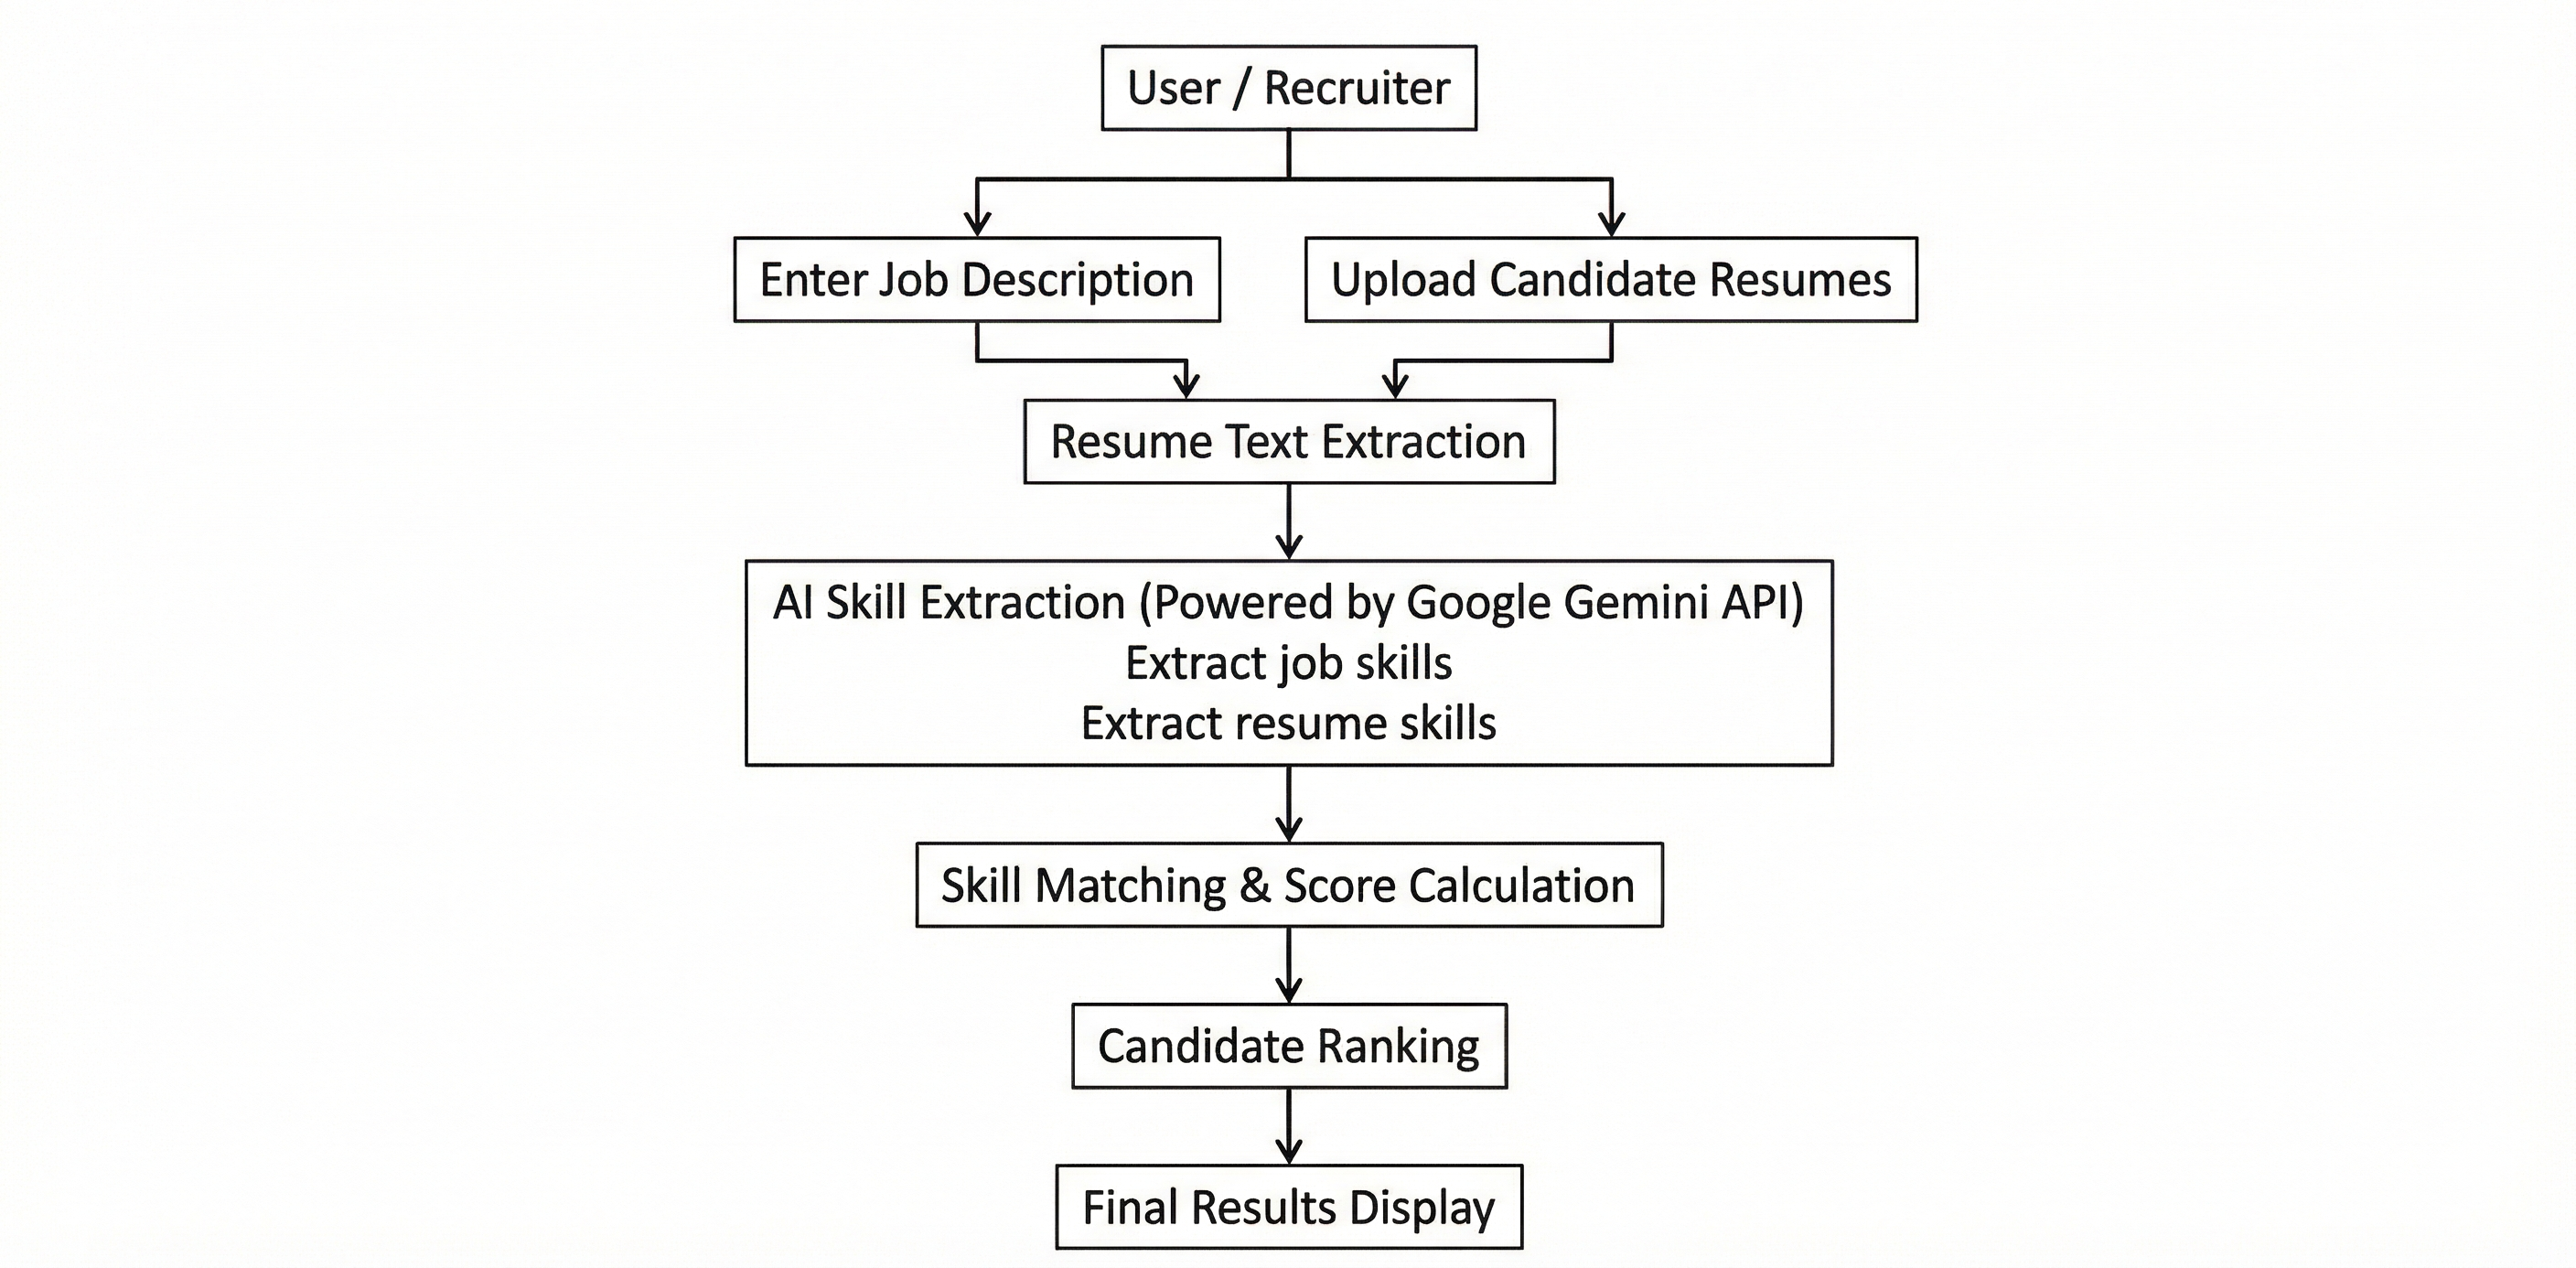 User / Recruiter
Enter Job Description
Upload Candidate Resumes
Resume Text Extraction
AI Skill Extraction (Powered by Google Gemini API)
Extract job skills
Extract resume skills
Skill Matching & Score Calculation
Candidate Ranking
Final Results Display